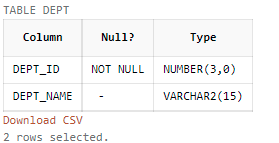 TABLE DEPT
Column Null? Type
DEPT_ID NOT NULL NUMBER(3,0)
DEPT_NAME - VARCHAR2(15)
Download CSV
2 rows selected.